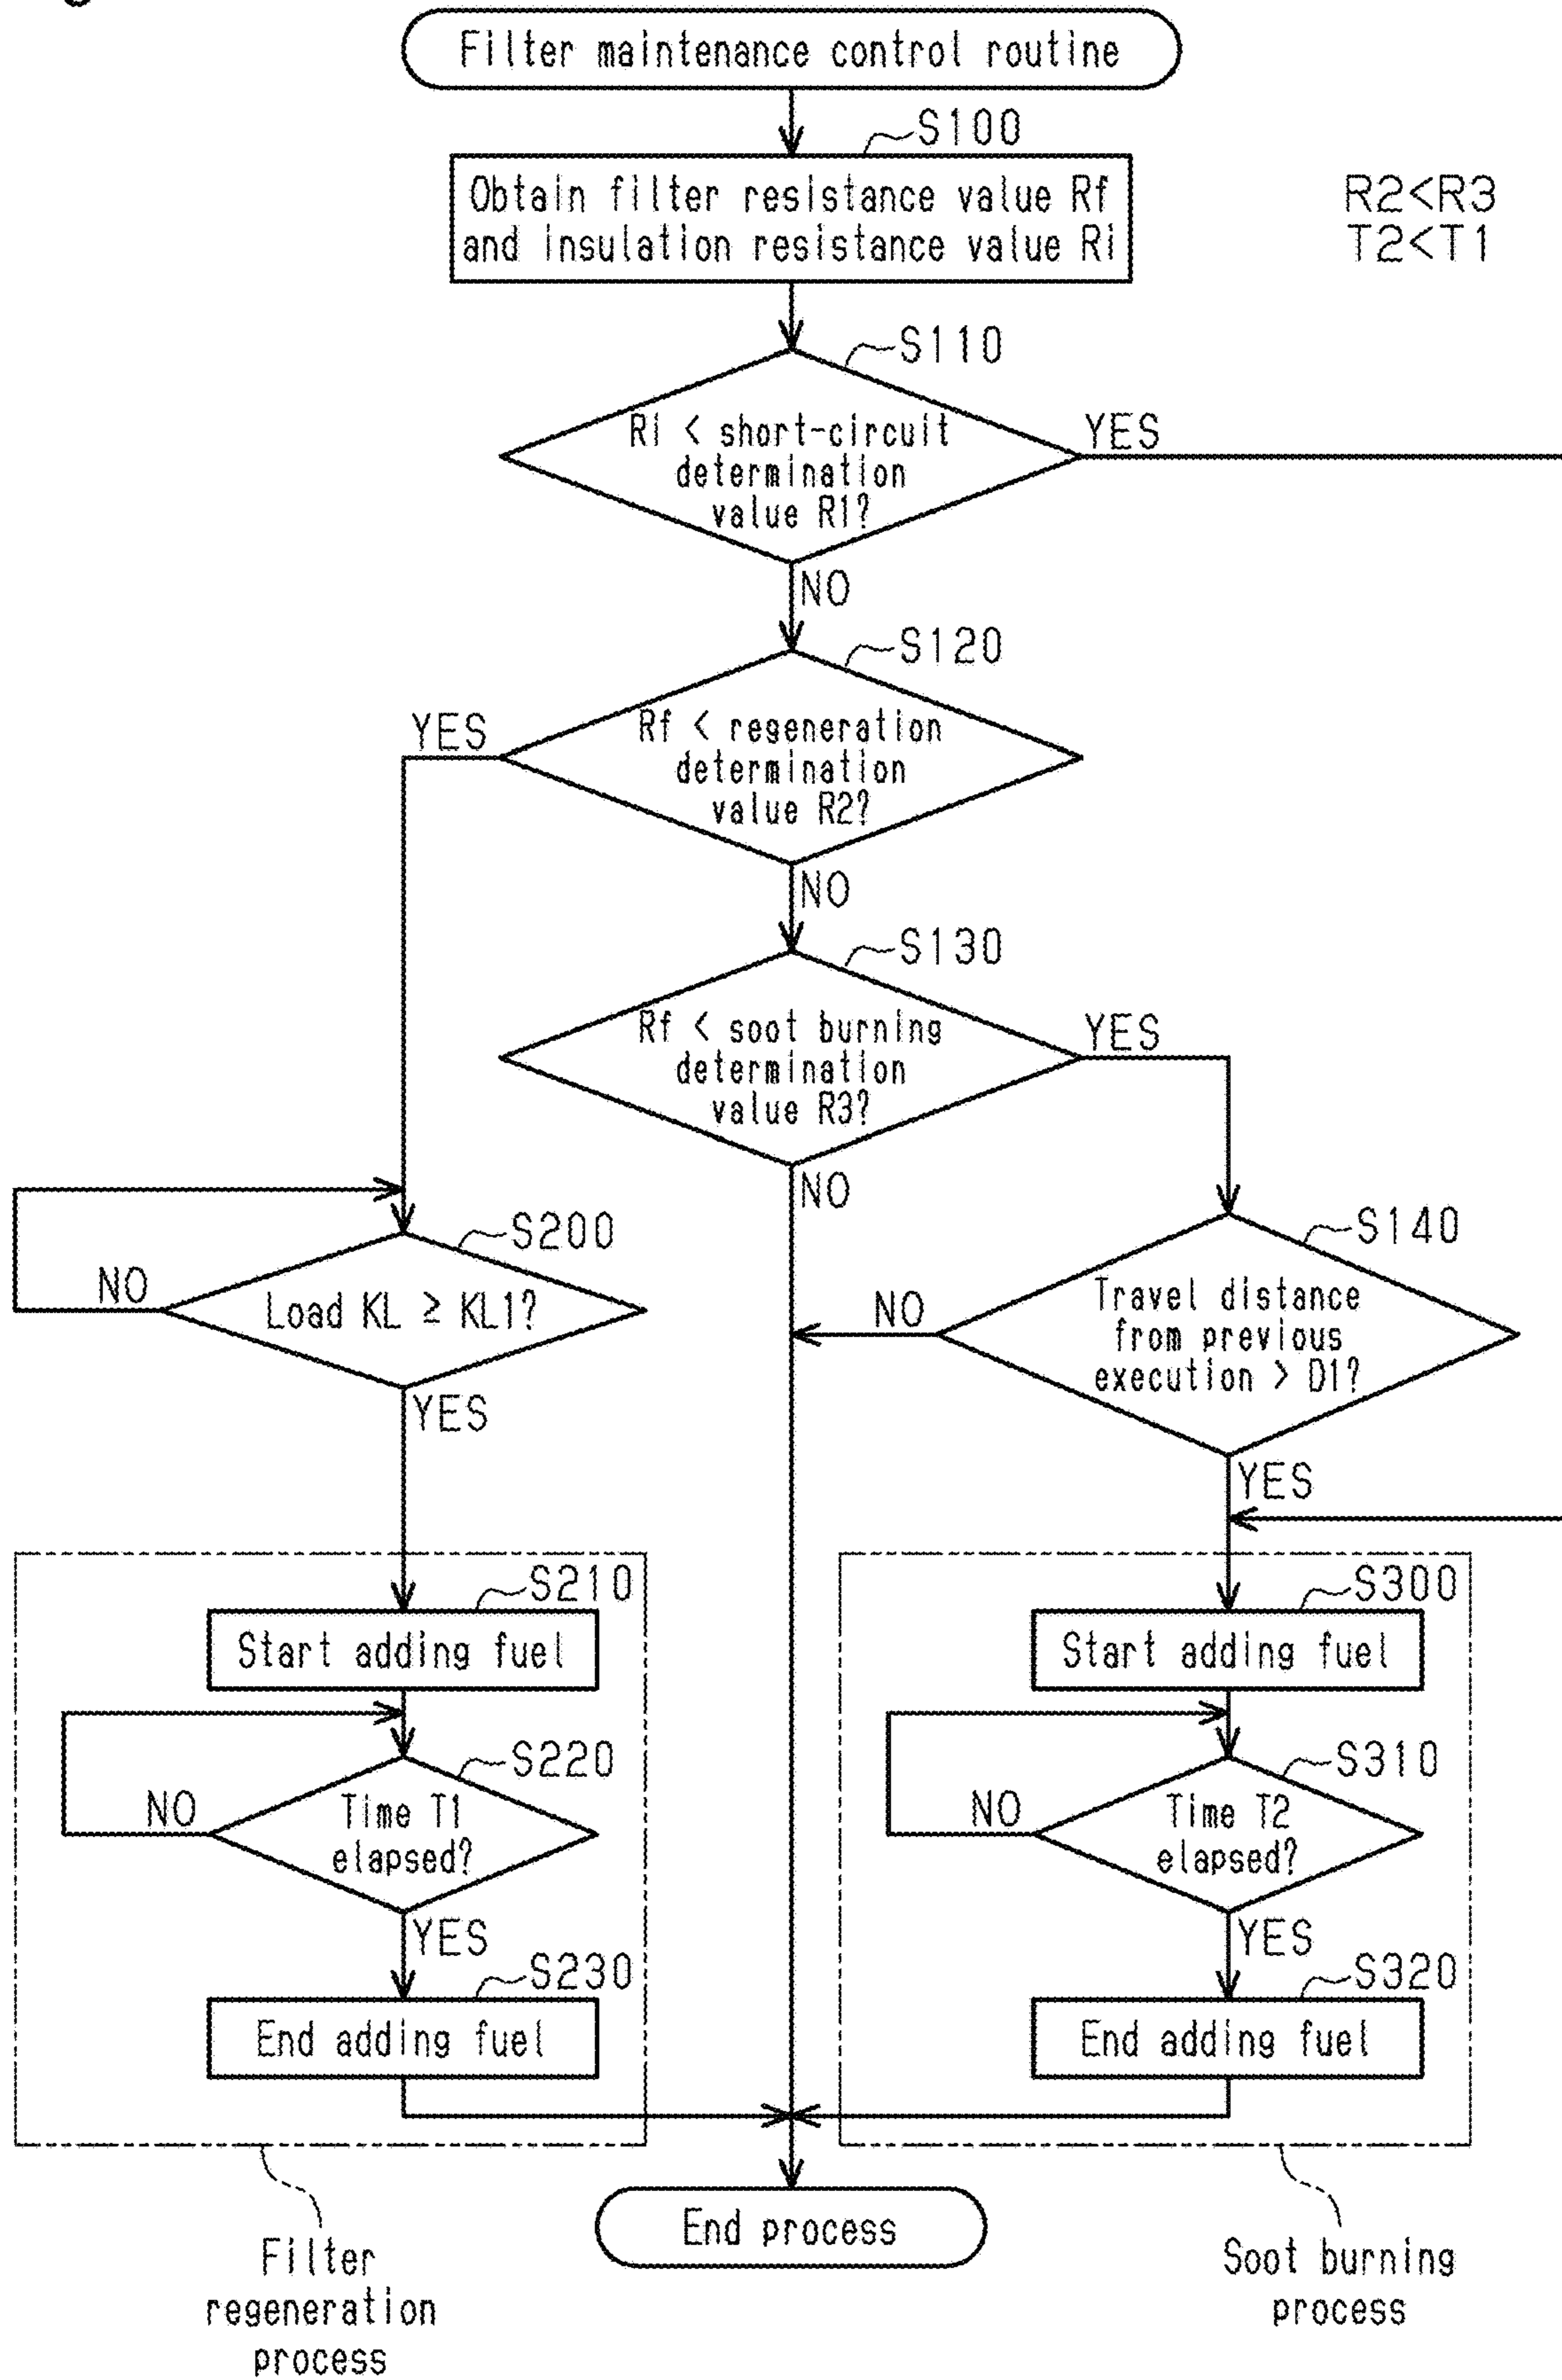 Filter maintenance control routine
S100
Obtain filter resistance value Rf
and insulation resistance value Ri
R2<R3
T2<T1
S110
Ri < short-circuit
determination
value R1?
YES
NO
S120
Rf < regeneration
determination
value R2?
YES
NO
S130
Rf < soot burning
determination
value R3?
YES
NO
S200
Load KL ≥ KL1?
NO
YES
S140
Travel distance
from previous
execution > D1?
NO
YES
S210
Start adding fuel
S220
Time T1
elapsed?
NO
YES
S230
End adding fuel
S300
Start adding fuel
S310
Time T2
elapsed?
NO
YES
S320
End adding fuel
End process
Filter
regeneration
process
Soot burning
process